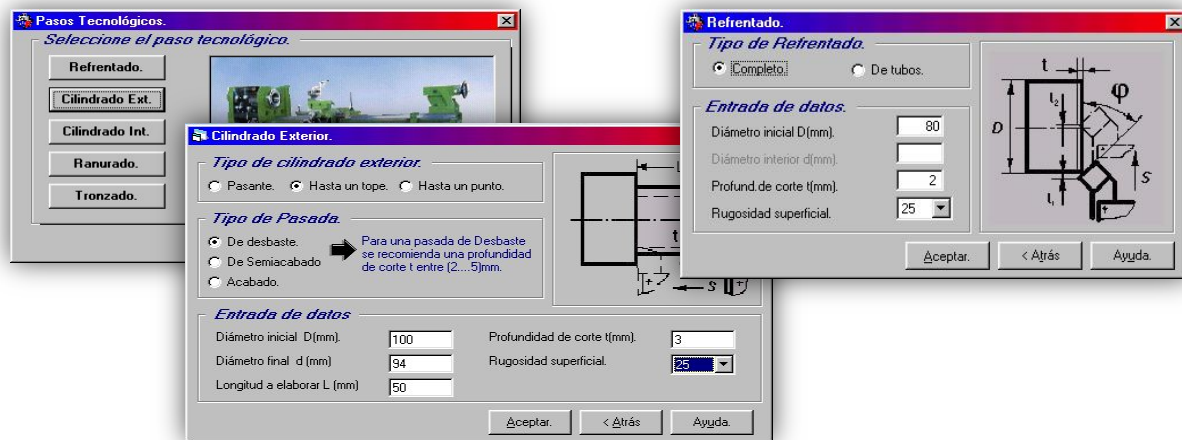 Pasos Tecnológicos.
Seleccione el paso tecnológico.
Refrentado.
Cilindrado Ext.
Cilindrado Int.
Ranurado.
Tronzado.
Cilindrado Exterior.
Tipo de cilindrado exterior.
Pasante. Hasta un tope. Hasta un punto.
Tipo de Pasada.
De desbaste.
De Semiacabado
Acabado.
Para una pasada de Desbaste
se recomienda una profundidad
de corte t entre (2....5)mm.
L
t
S
Entrada de datos
Diámetro inicial D(mm). 100
Diámetro final d (mm) 94
Longitud a elaborar L (mm) 50
Profundidad de corte t(mm). 3
Rugosidad superficial. 25
Aceptar. < Atrás Ayuda.
Refrentado.
Tipo de Refrentado.
Completo. De tubos.
Entrada de datos.
Diámetro inicial D(mm). 80
Diámetro interior d(mm).
Profund.de corte t(mm). 2
Rugosidad superficial. 25
t
l₂
φ
D
l₁
S
Aceptar. < Atrás Ayuda.